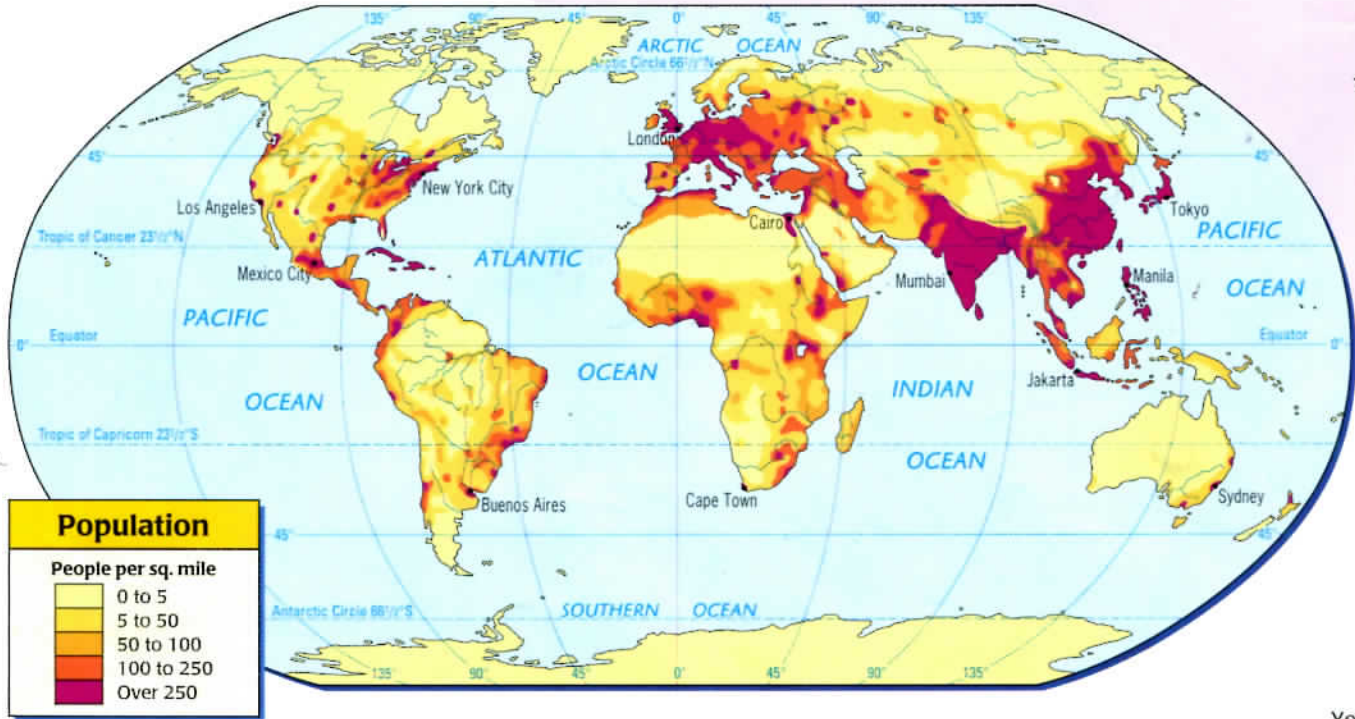 135°
90°
45°
0°
45°
90°
135°
ARCTIC OCEAN
Arctic Circle 66¹/₂°N
London
45°
45°
New York City
Los Angeles
Tokyo
Cairo
PACIFIC
Tropic of Cancer 23¹/₂°N
ATLANTIC
Mexico City
Mumbai
Manila
OCEAN
PACIFIC
Equator
Equator
0°
0°
OCEAN
Jakarta
INDIAN
OCEAN
Tropic of Capricorn 23¹/₂°S
OCEAN
Buenos Aires
Cape Town
Sydney
45°
45°
Antarctic Circle 66¹/₂°S
SOUTHERN OCEAN
135°
90°
45°
0°
45°
90°
135°
Population
People per sq. mile
0 to 5
5 to 50
50 to 100
100 to 250
Over 250
Yo